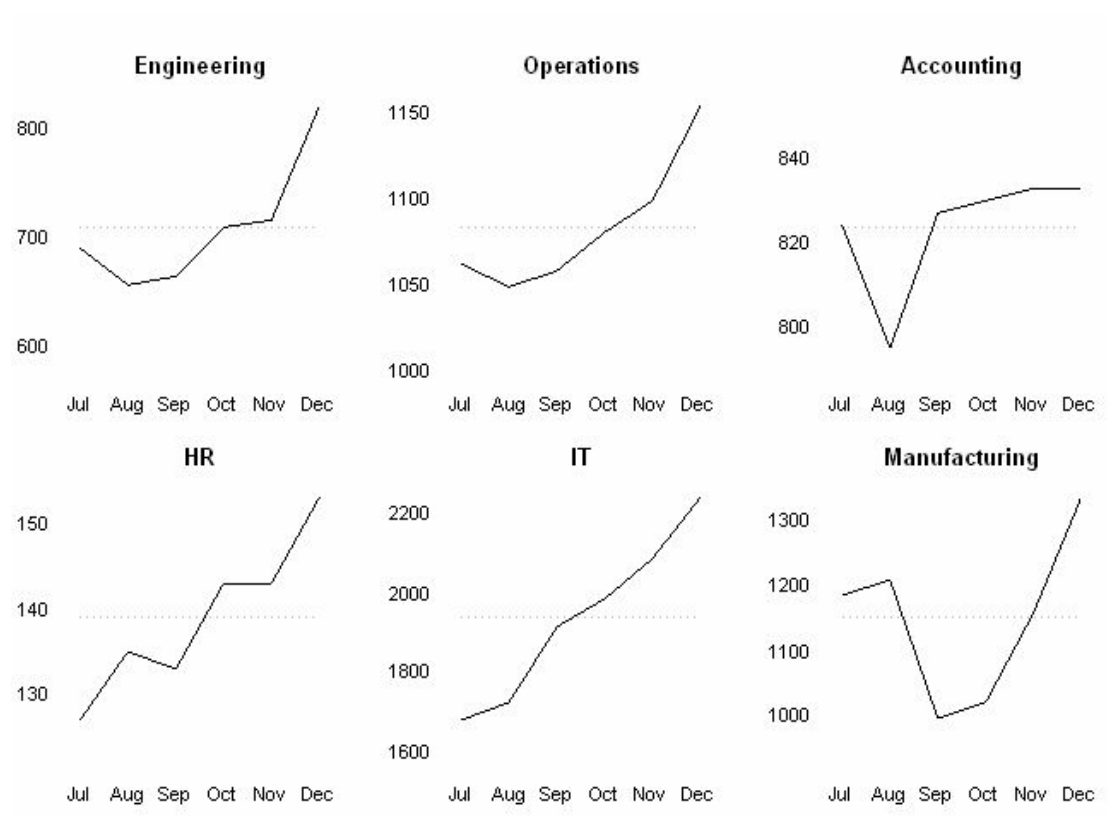 Engineering
800
700
600
Jul Aug Sep Oct Nov Dec
Operations
1150
1100
1050
1000
Jul Aug Sep Oct Nov Dec
Accounting
840
820
800
Jul Aug Sep Oct Nov Dec
HR
150
140
130
Jul Aug Sep Oct Nov Dec
IT
2200
2000
1800
1600
Jul Aug Sep Oct Nov Dec
Manufacturing
1300
1200
1100
1000
Jul Aug Sep Oct Nov Dec